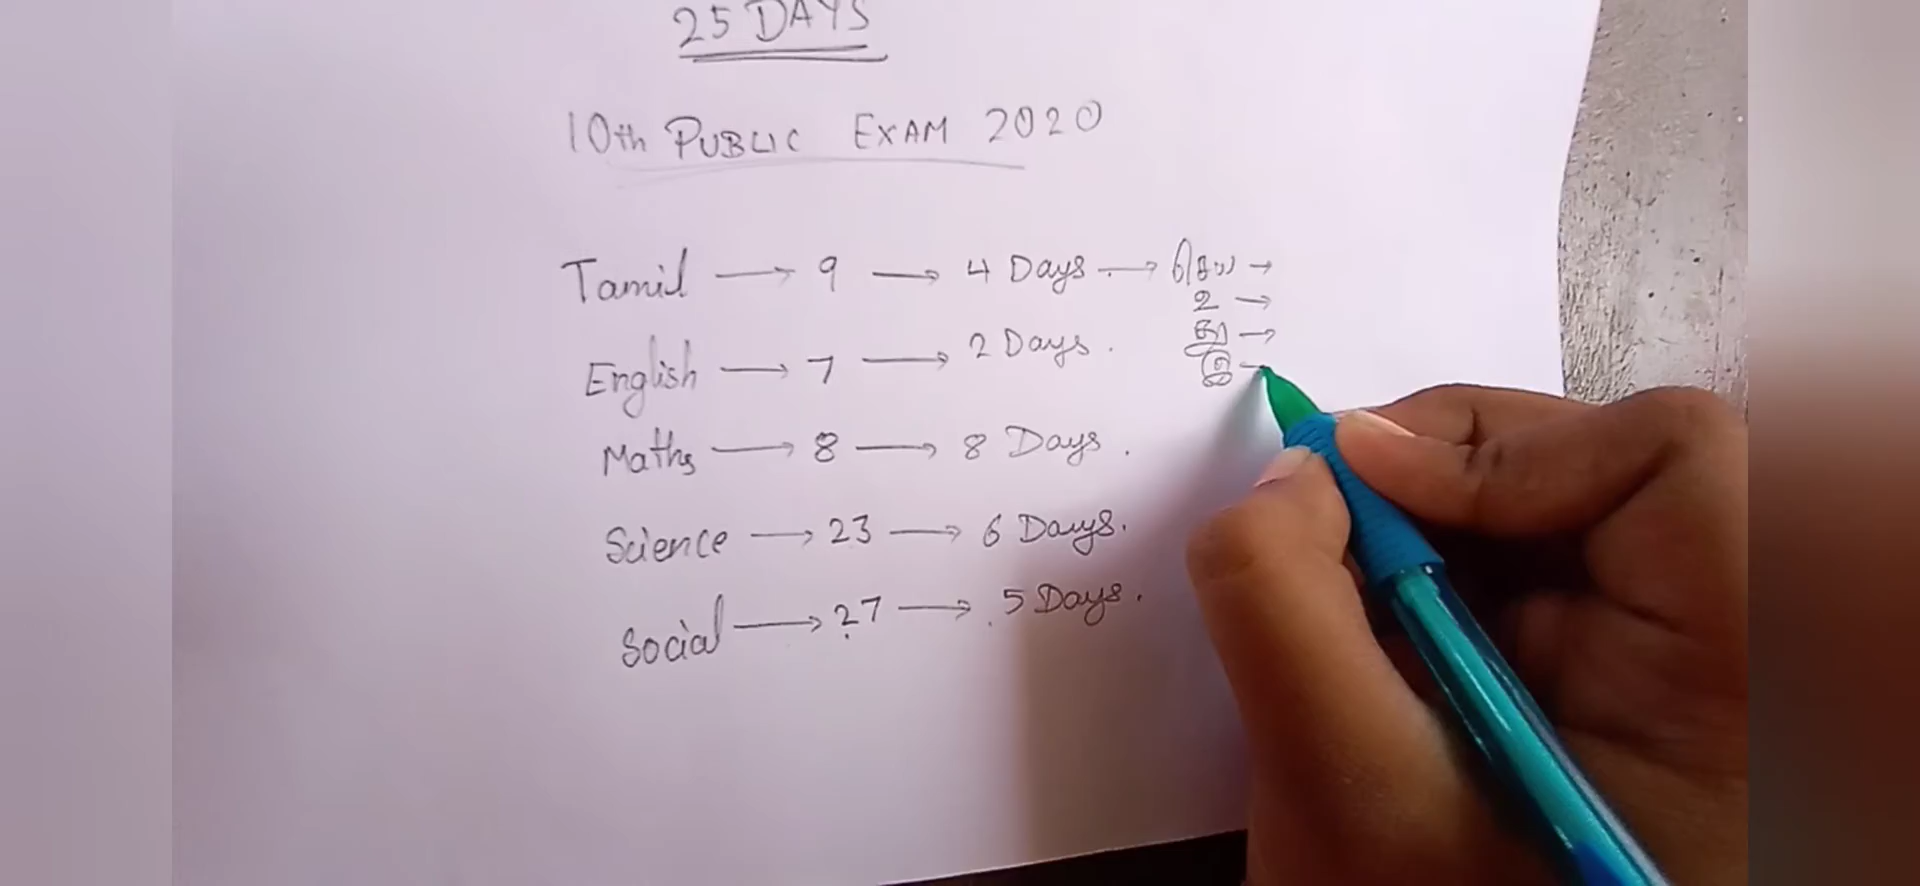 25 DAYS
10th PUBLIC EXAM 2020
Tamil → 9 → 4 Days → செய →
உ →
கு →
இ →
English → 7 → 2 Days.
Maths → 8 → 8 Days.
Science → 23 → 6 Days.
Social → 27 → 5 Days.